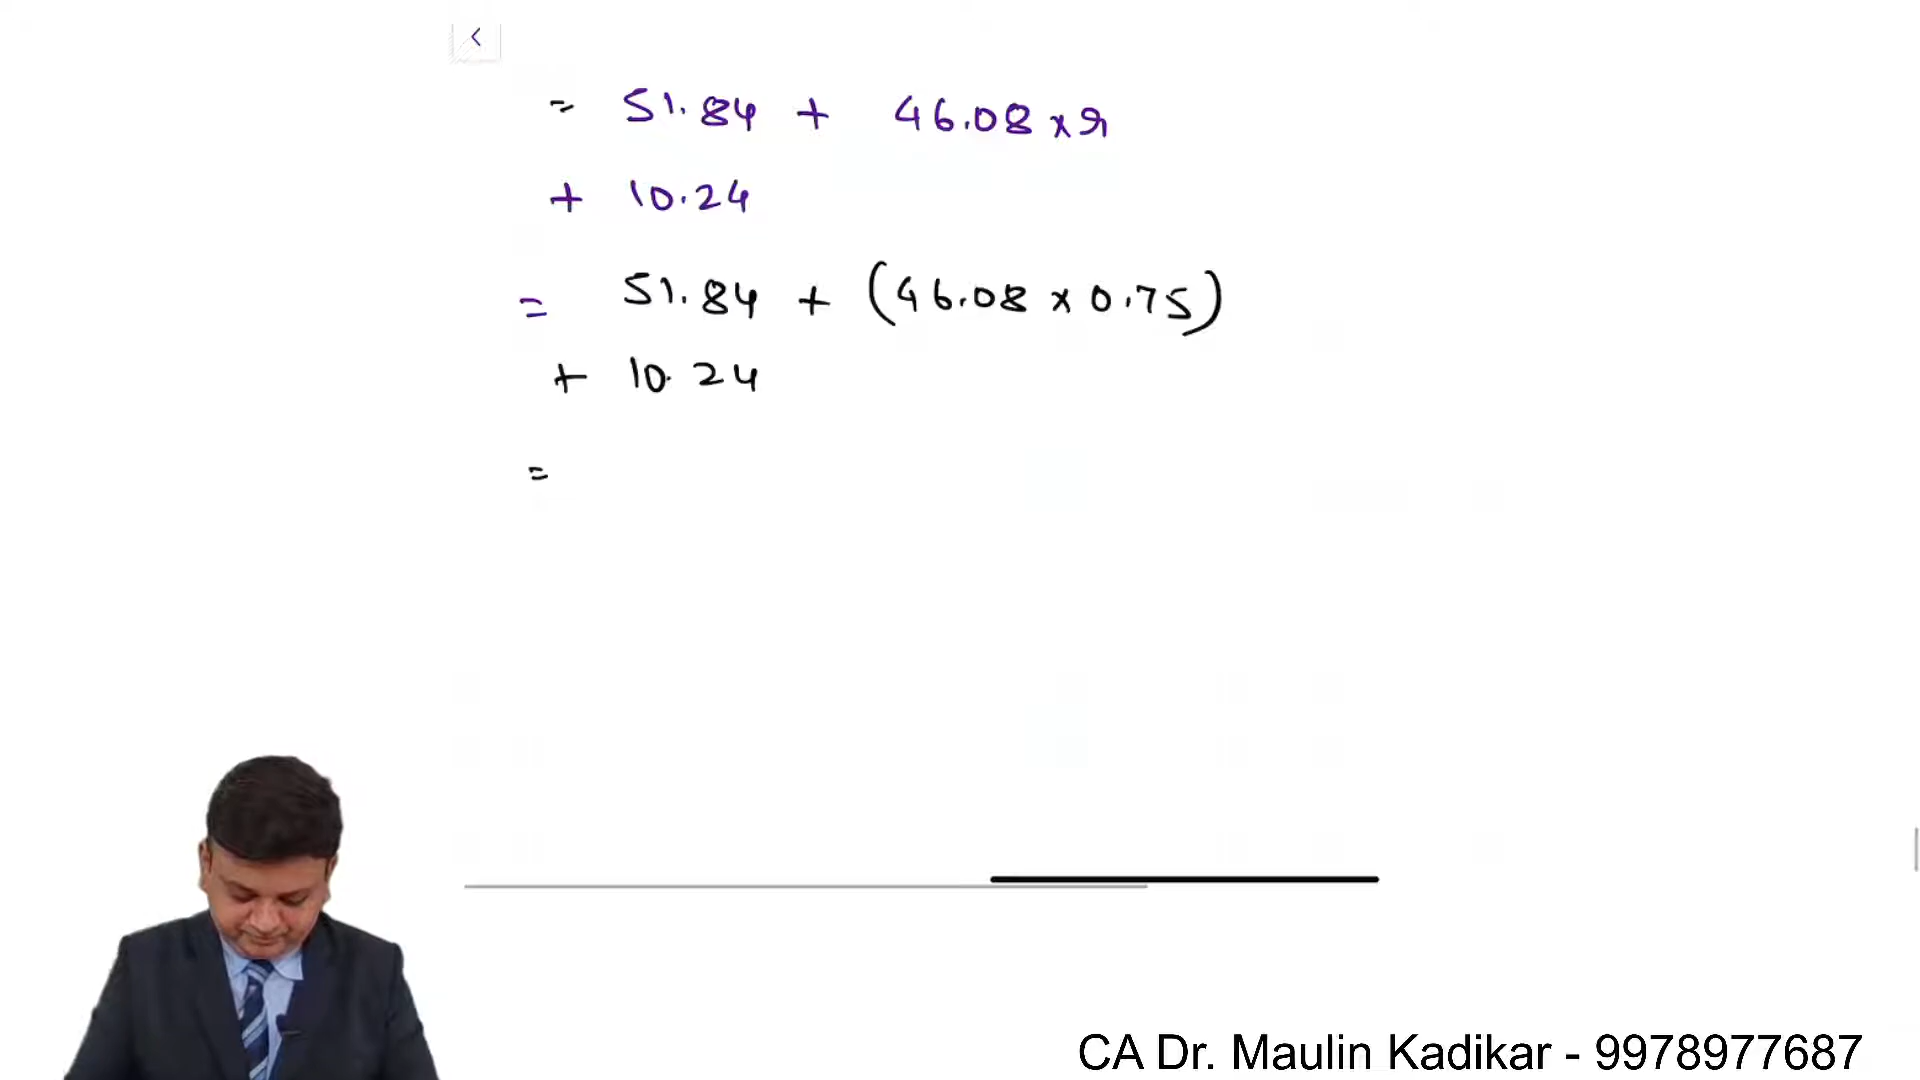 <
= 51.84 + 46.08 × r
+ 10.24
= 51.84 + (46.08 × 0.75)
+ 10.24
=
CA Dr. Maulin Kadikar - 9978977687